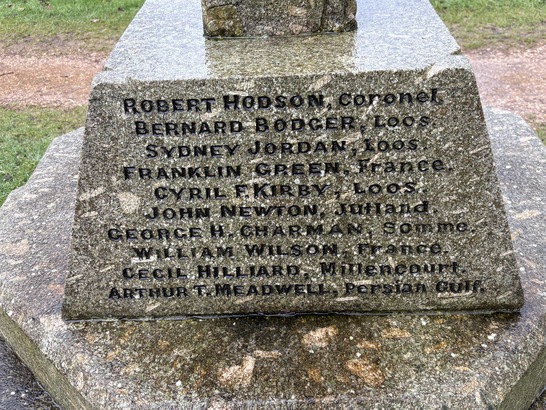 ROBERT HODSON, Coronel.
BERNARD BODGER, Loos.
SYDNEY JORDAN, Loos.
FRANKLIN GREEN, France.
CYRIL F. KIRBY, Loos.
JOHN NEWTON, Jutland.
GEORGE H. CHARMAN, Somme.
WILLIAM WILSON, France.
CECIL HILLIARD, Millencourt.
ARTHUR T. MEADWELL, Persian Gulf.